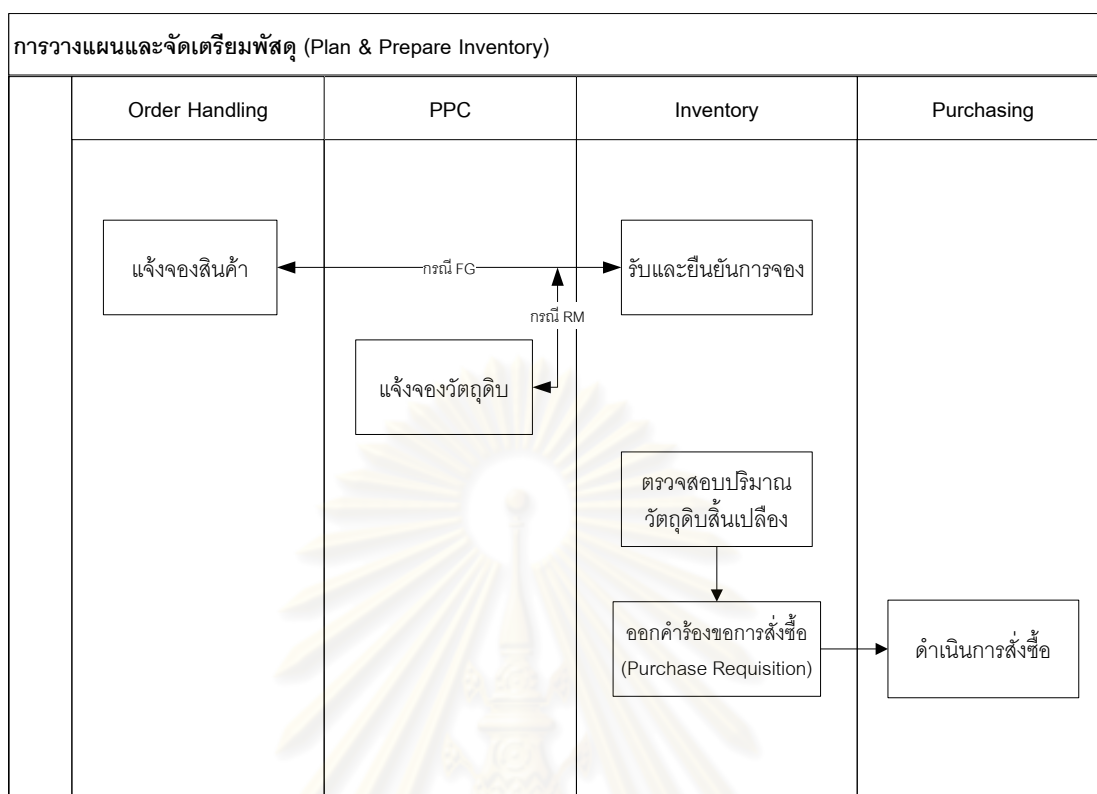 การวางแผนและจัดเตรียมพัสดุ (Plan & Prepare Inventory)
Order Handling
PPC
Inventory
Purchasing
แจ้งจองสินค้า
กรณี FG
รับและยืนยันการจอง
กรณี RM
แจ้งจองวัตถุดิบ
ตรวจสอบปริมาณ
วัตถุดิบสิ้นเปลือง
ออกคำร้องขอการสั่งซื้อ
(Purchase Requisition)
ดำเนินการสั่งซื้อ